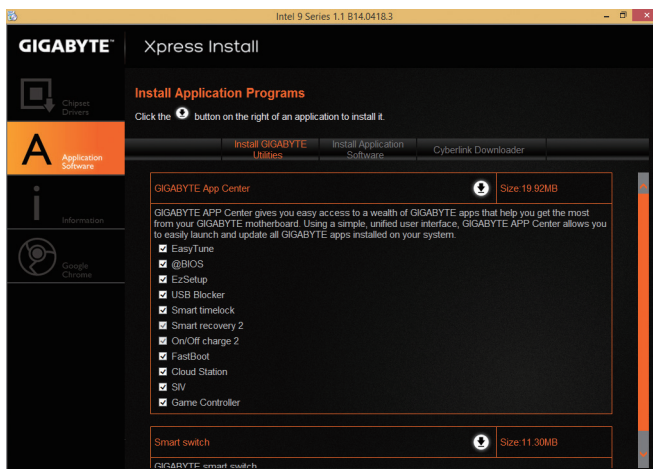 Intel 9 Series 1.1 B14.0418.3
GIGABYTE™
Xpress Install
Chipset
Drivers
Application
Software
Information
Google
Chrome
Install Application Programs
Click the button on the right of an application to install it.
Install GIGABYTE
Utilities
Install Application
Software
Cyberlink Downloader
GIGABYTE App Center
Size:19.92MB
GIGABYTE APP Center gives you easy access to a wealth of GIGABYTE apps that help you get the most
from your GIGABYTE motherboard. Using a simple, unified user interface, GIGABYTE APP Center allows you
to easily launch and update all GIGABYTE apps installed on your system.
EasyTune
@BIOS
EzSetup
USB Blocker
Smart timelock
Smart recovery 2
On/Off charge 2
FastBoot
Cloud Station
SIV
Game Controller
Smart switch
Size:11.30MB
GIGABYTE smart switch